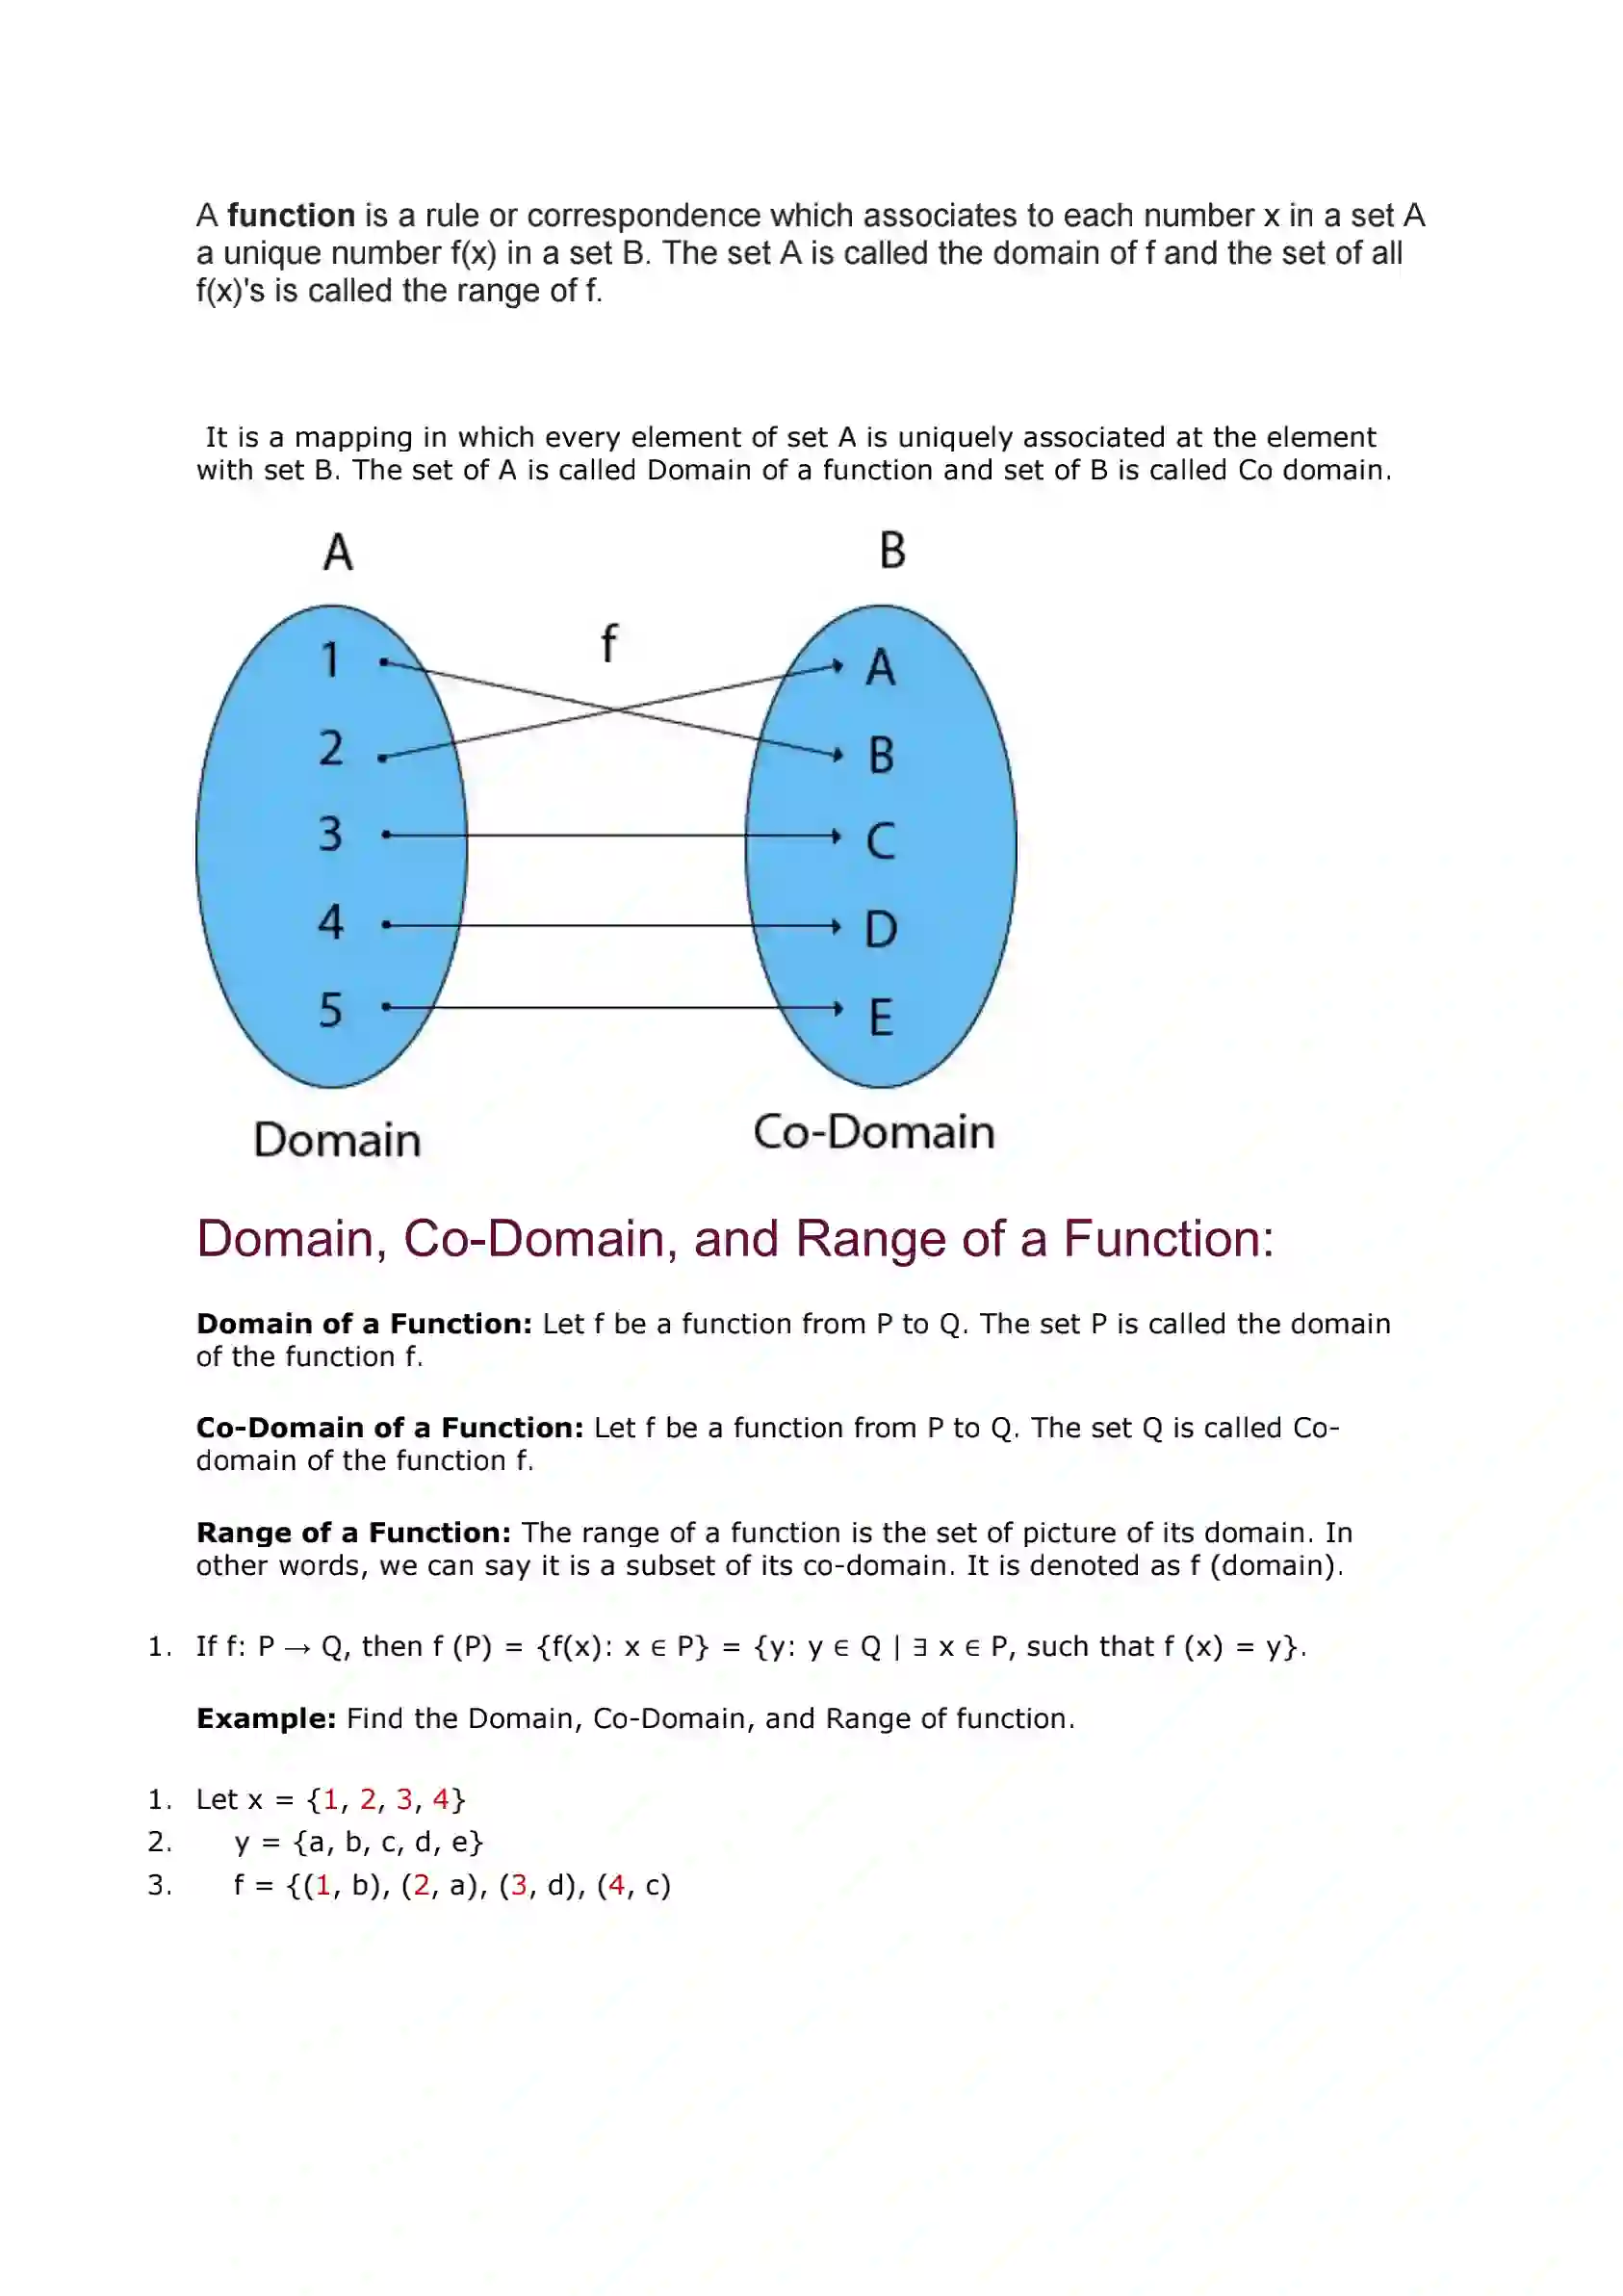 A function is a rule or correspondence which associates to each number x in a set A
a unique number f(x) in a set B. The set A is called the domain of f and the set of all
f(x)'s is called the range of f.
It is a mapping in which every element of set A is uniquely associated at the element
with set B. The set of A is called Domain of a function and set of B is called Co domain.
A B
f
1 A
2 B
3 C
4 D
5 E
Domain Co-Domain
Domain, Co-Domain, and Range of a Function:
Domain of a Function: Let f be a function from P to Q. The set P is called the domain
of the function f.
Co-Domain of a Function: Let f be a function from P to Q. The set Q is called Co-
domain of the function f.
Range of a Function: The range of a function is the set of picture of its domain. In
other words, we can say it is a subset of its co-domain. It is denoted as f (domain).
1. If f: P → Q, then f (P) = {f(x): x ∈ P} = {y: y ∈ Q | ∃ x ∈ P, such that f (x) = y}.
Example: Find the Domain, Co-Domain, and Range of function.
1. Let x = {1, 2, 3, 4}
2. y = {a, b, c, d, e}
3. f = {(1, b), (2, a), (3, d), (4, c)